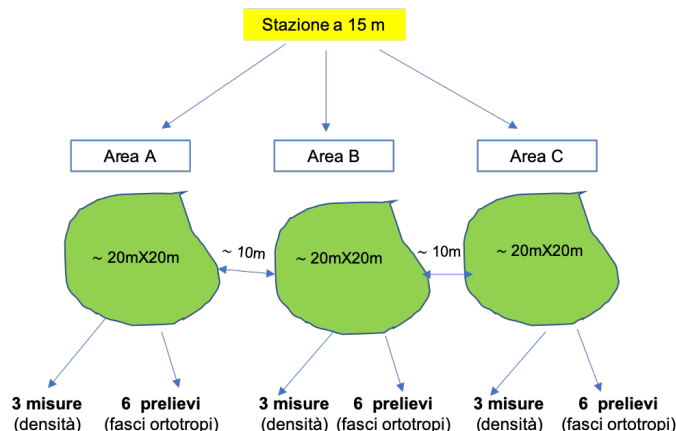 Stazione a 15 m
Area A
Area B
Area C
~ 20mX20m
~ 10m
~ 20mX20m
~ 10m
~ 20mX20m
3 misure
(densità)
6 prelievi
(fasci ortotropi)
3 misure
(densità)
6 prelievi
(fasci ortotropi)
3 misure
(densità)
6 prelievi
(fasci ortotropi)